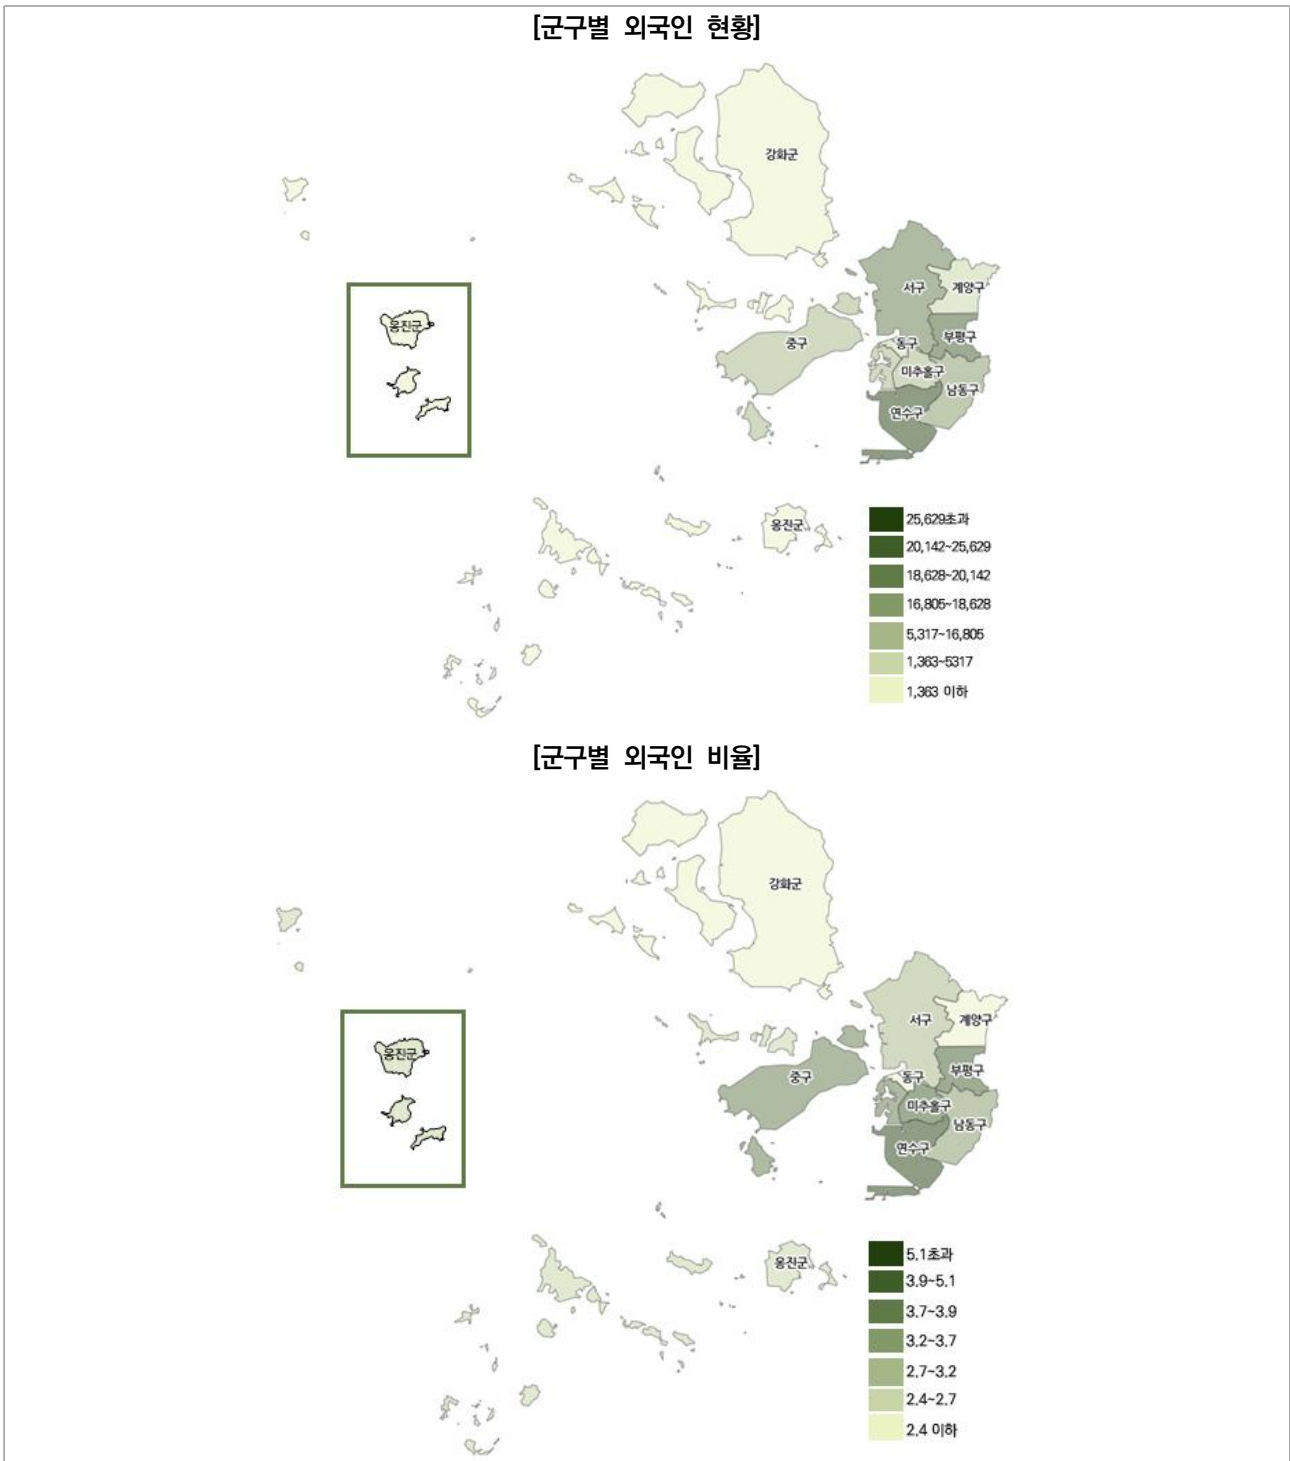 [군구별 외국인 현황]
강화군
서구
계양구
옹진군
중구
동구
부평구
미추홀구
남동구
연수구
옹진군
25,629초과
20,142~25,629
18,628~20,142
16,805~18,628
5,317~16,805
1,363~5317
1,363 이하
[군구별 외국인 비율]
강화군
서구
계양구
옹진군
중구
동구
부평구
미추홀구
남동구
연수구
옹진군
5.1초과
3.9~5.1
3.7~3.9
3.2~3.7
2.7~3.2
2.4~2.7
2.4 이하